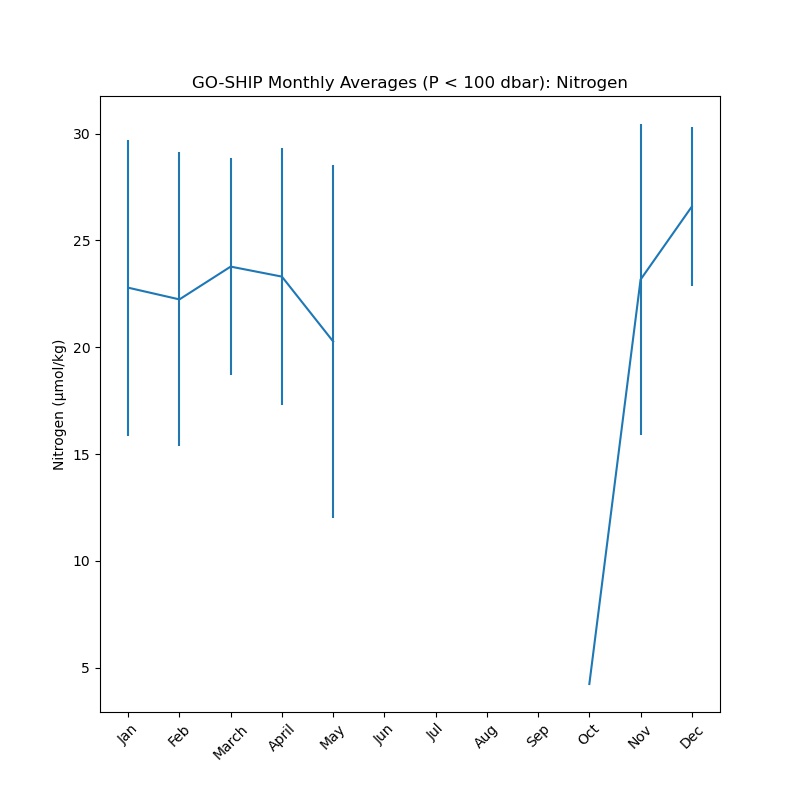 GO-SHIP Monthly Averages (P < 100 dbar): Nitrogen
Nitrogen (μmol/kg)
30
25
20
15
10
5
Jan
Feb
March
April
May
Jun
Jul
Aug
Sep
Oct
Nov
Dec